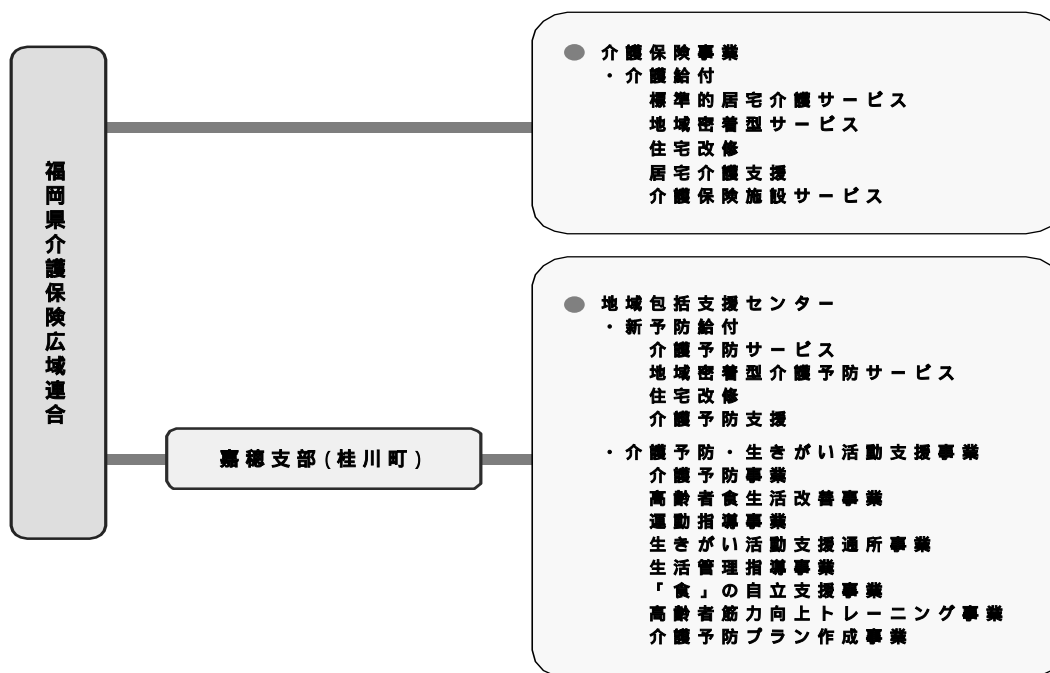 福岡県介護保険広域連合
介護保険事業
・介護給付
標準的居宅介護サービス
地域密着型サービス
住宅改修
居宅介護支援
介護保険施設サービス
嘉穂支部(桂川町)
地域包括支援センター
・新予防給付
介護予防サービス
地域密着型介護予防サービス
住宅改修
介護予防支援
・介護予防・生きがい活動支援事業
介護予防事業
高齢者食生活改善事業
運動指導事業
生きがい活動支援通所事業
生活管理指導事業
「食」の自立支援事業
高齢者筋力向上トレーニング事業
介護予防プラン作成事業